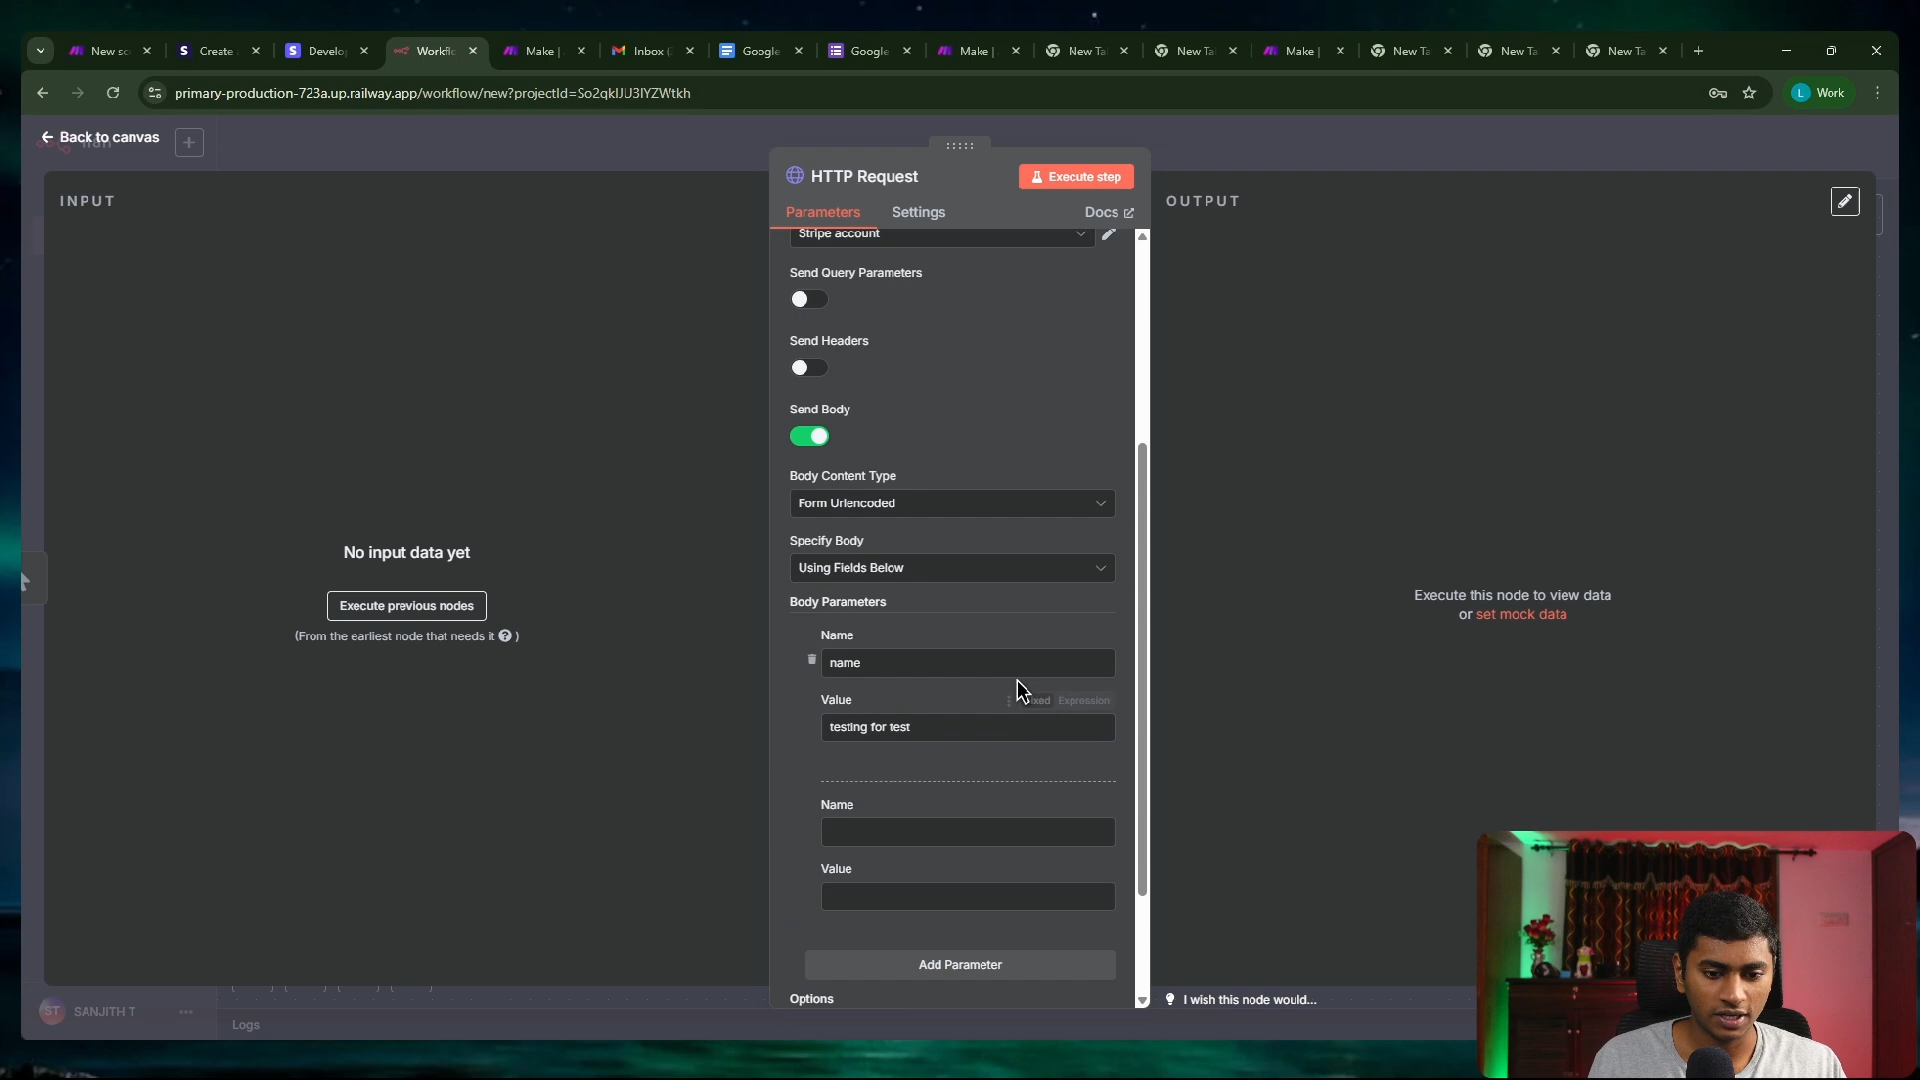 New sc
Create
Develo
Workflo
Make |
Inbox (
Google
Google
Make |
New Ta
New Ta
Make |
New Ta
New Ta
New Ta
primary-production-723a.up.railway.app/workflow/new?projectId=So2qkIJU3IYZWtkh
L Work
Back to canvas
HTTP Request
Execute step
INPUT
Parameters
Settings
Docs
OUTPUT
Stripe account
Send Query Parameters
Send Headers
Send Body
Body Content Type
Form Urlencoded
Specify Body
Using Fields Below
Body Parameters
Name
name
Value
Expression
testing for test
Name
Value
Add Parameter
Options
No input data yet
Execute previous nodes
(From the earliest node that needs it ? )
Execute this node to view data
or set mock data
I wish this node would...
ST SANJITH T
Logs